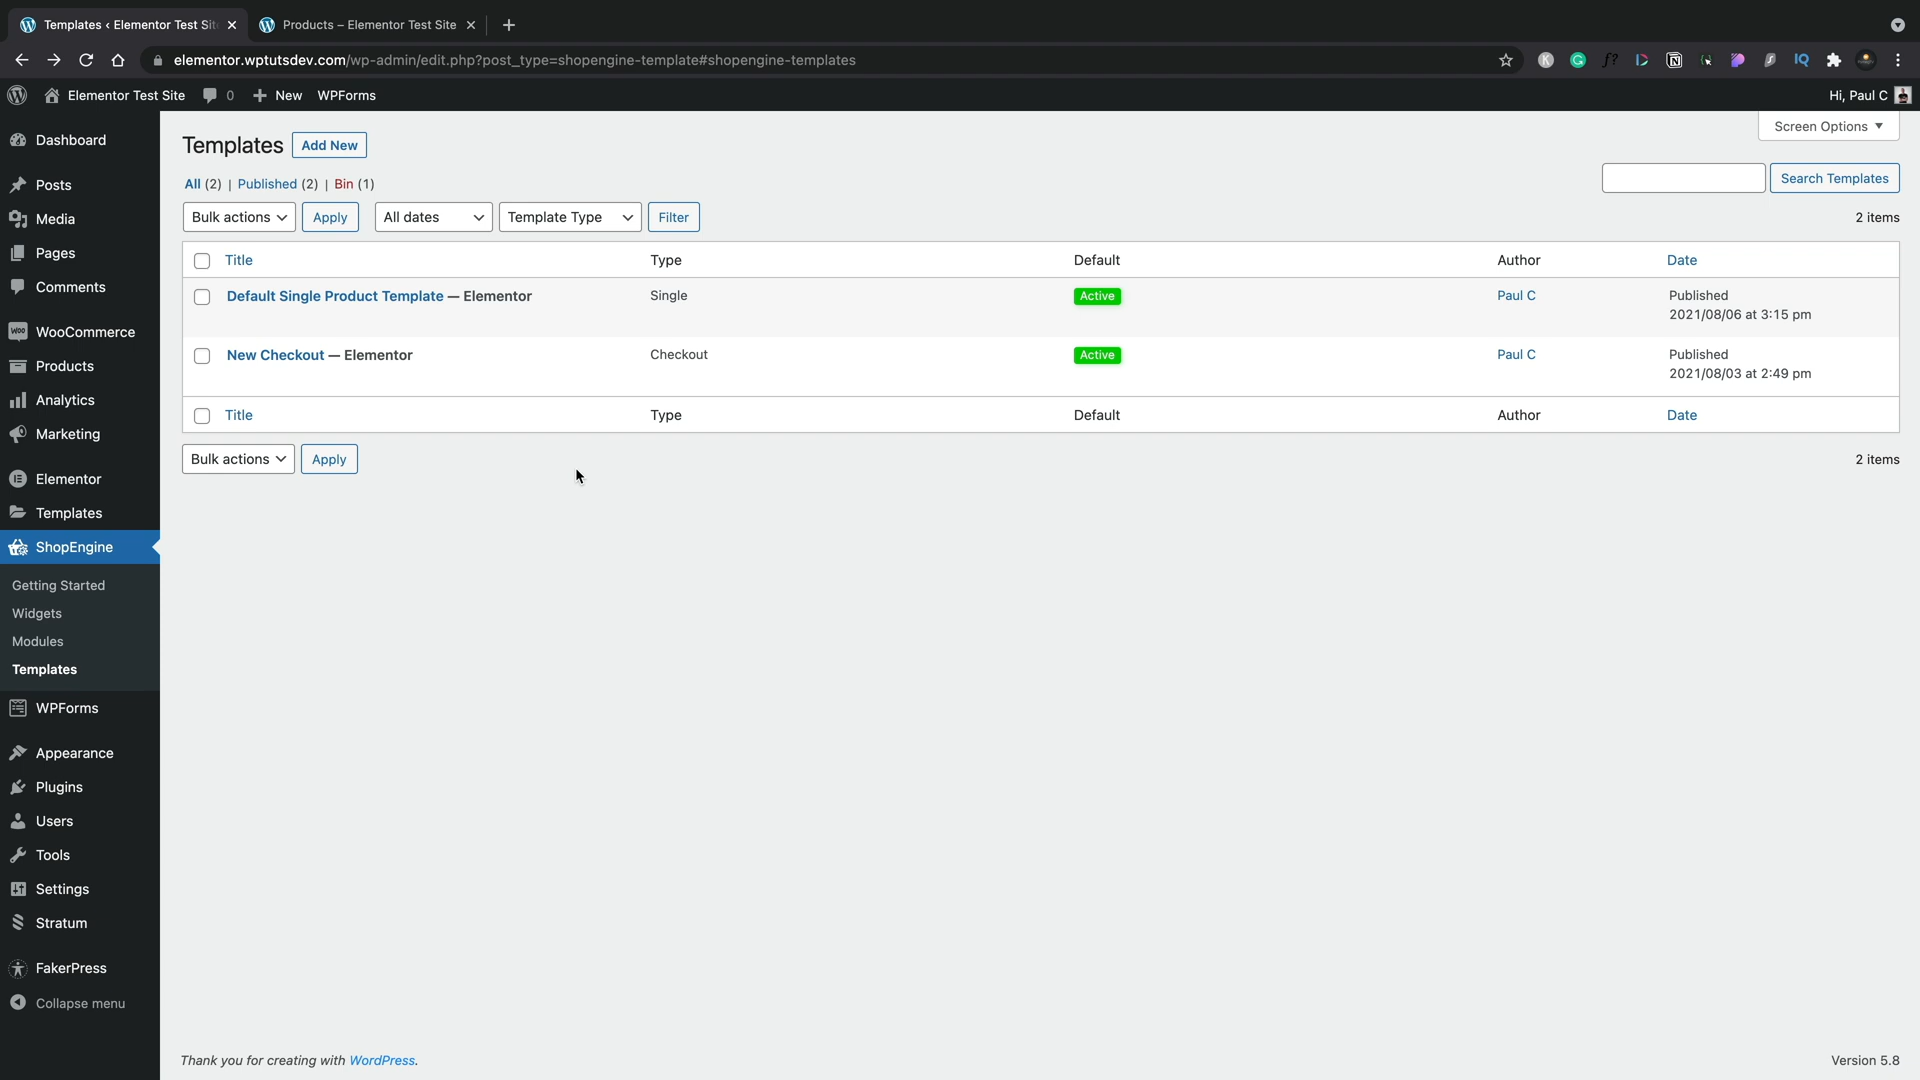 Templates ‹ Elementor Test Sit
Products – Elementor Test Site
elementor.wptutsdev.com/wp-admin/edit.php?post_type=shopengine-template#shopengine-templates
Elementor Test Site 0 New WPForms
Hi, Paul C
Dashboard
Posts
Media
Pages
Comments
WooCommerce
Products
Analytics
Marketing
Elementor
Templates
ShopEngine
Getting Started
Widgets
Modules
Templates
WPForms
Appearance
Plugins
Users
Tools
Settings
Stratum
FakerPress
Collapse menu
Templates Add New
Screen Options
All (2) | Published (2) | Bin (1)
Search Templates
Bulk actions Apply All dates Template Type Filter 2 items
Title Type Default Author Date
Default Single Product Template — Elementor Single Active Paul C Published
2021/08/06 at 3:15 pm
New Checkout — Elementor Checkout Active Paul C Published
2021/08/03 at 2:49 pm
Title Type Default Author Date
Bulk actions Apply 2 items
Thank you for creating with WordPress. Version 5.8